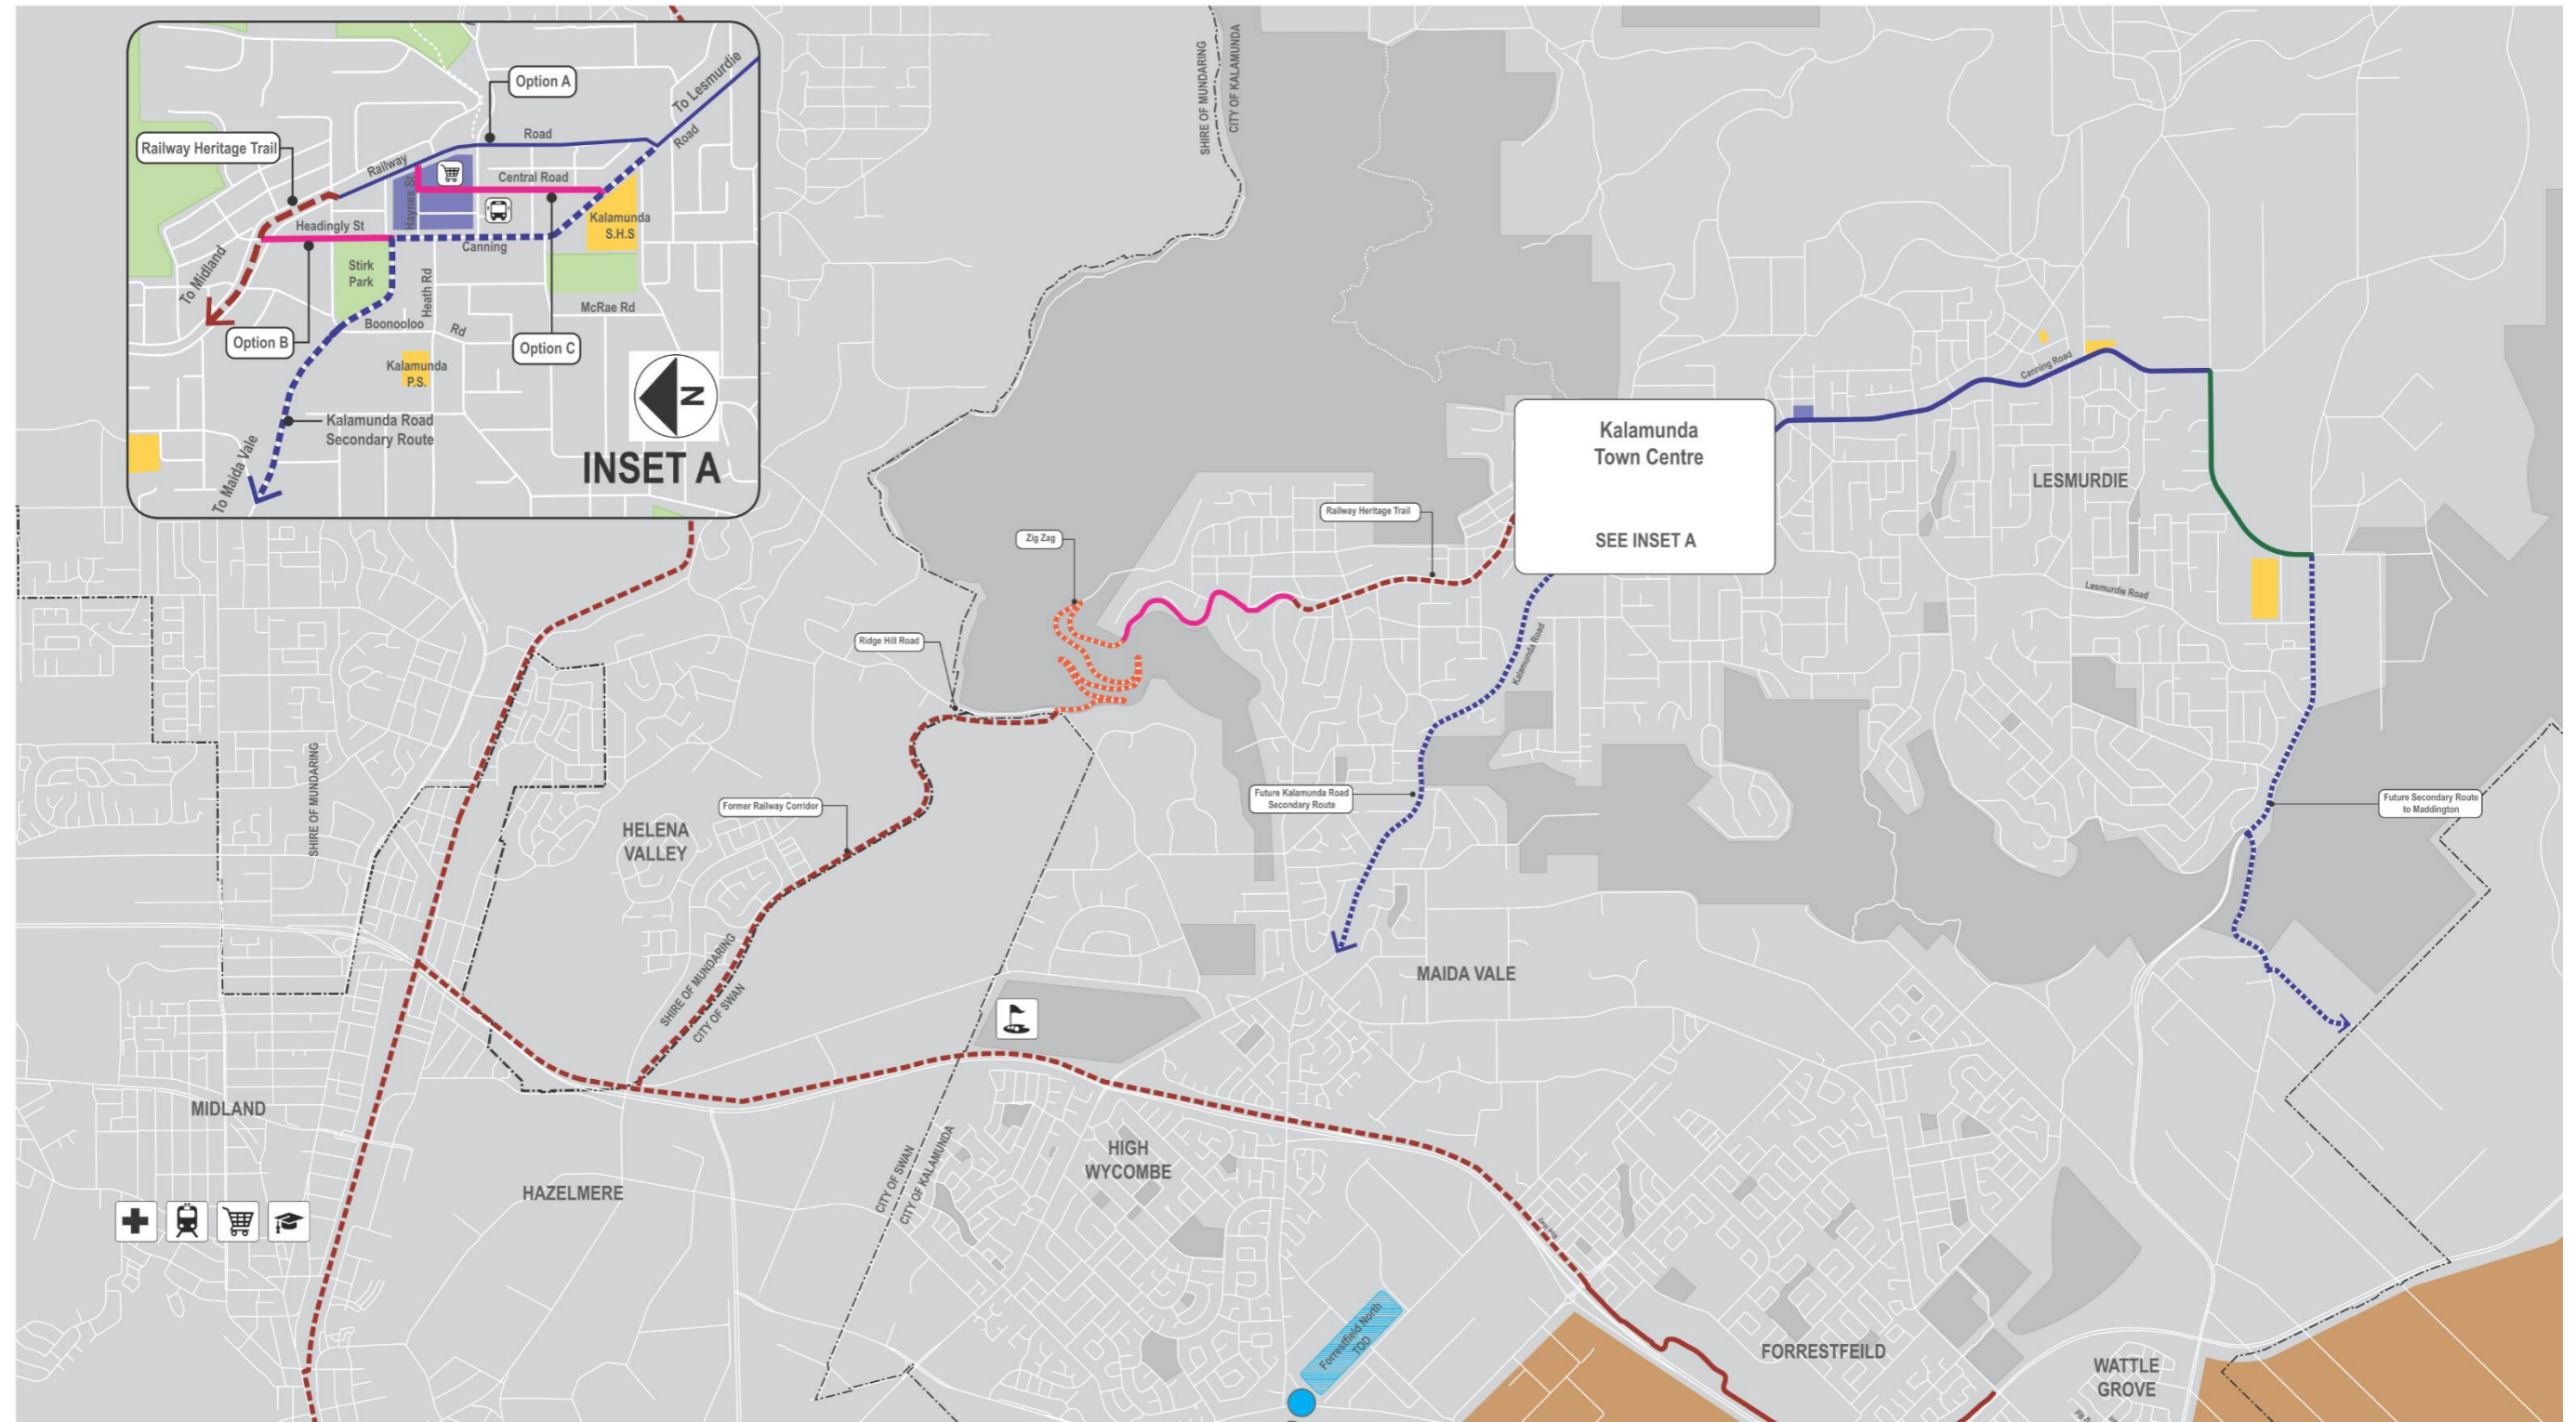 SHIRE OF MUNDARING
CITY OF KALAMUNDA
Option A
To Lesmurdie
Road
Road
Railway Heritage Trail
Railway
Haynes St
Central Road
Kalamunda
S.H.S
Headingly St
Canning
To Midland
Stirk
Park
Heath Rd
McRae Rd
Boonooloo
Rd
Option B
Option C
Kalamunda
P.S.
N
Kalamunda Road
Secondary Route
To Maida Vale
INSET A
Kalamunda
Town Centre
SEE INSET A
Canning Road
LESMURDIE
Railway Heritage Trail
Zig Zag
Lesmurdie Road
Ridge Hill Road
Kalamunda Road
SHIRE OF MUNDARING
Former Railway Corridor
HELENA
VALLEY
Future Kalamunda Road
Secondary Route
Future Secondary Route
to Maddington
SHIRE OF MUNDARING
CITY OF SWAN
MAIDA VALE
MIDLAND
HIGH
WYCOMBE
HAZELMERE
CITY OF SWAN
CITY OF KALAMUNDA
Forrestfield North
TOD
FORRESTFEILD
WATTLE
GROVE